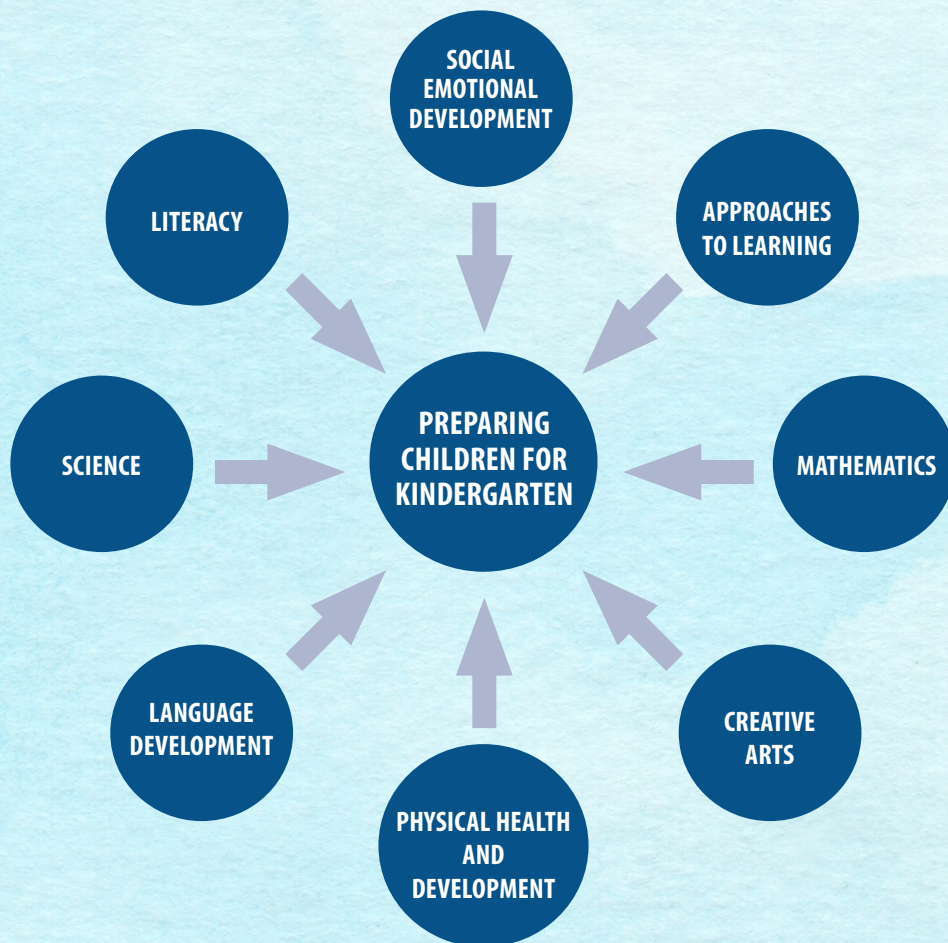 SOCIAL
EMOTIONAL
DEVELOPMENT
LITERACY
APPROACHES
TO LEARNING
PREPARING
CHILDREN FOR
KINDERGARTEN
SCIENCE
MATHEMATICS
LANGUAGE
DEVELOPMENT
CREATIVE
ARTS
PHYSICAL HEALTH
AND
DEVELOPMENT